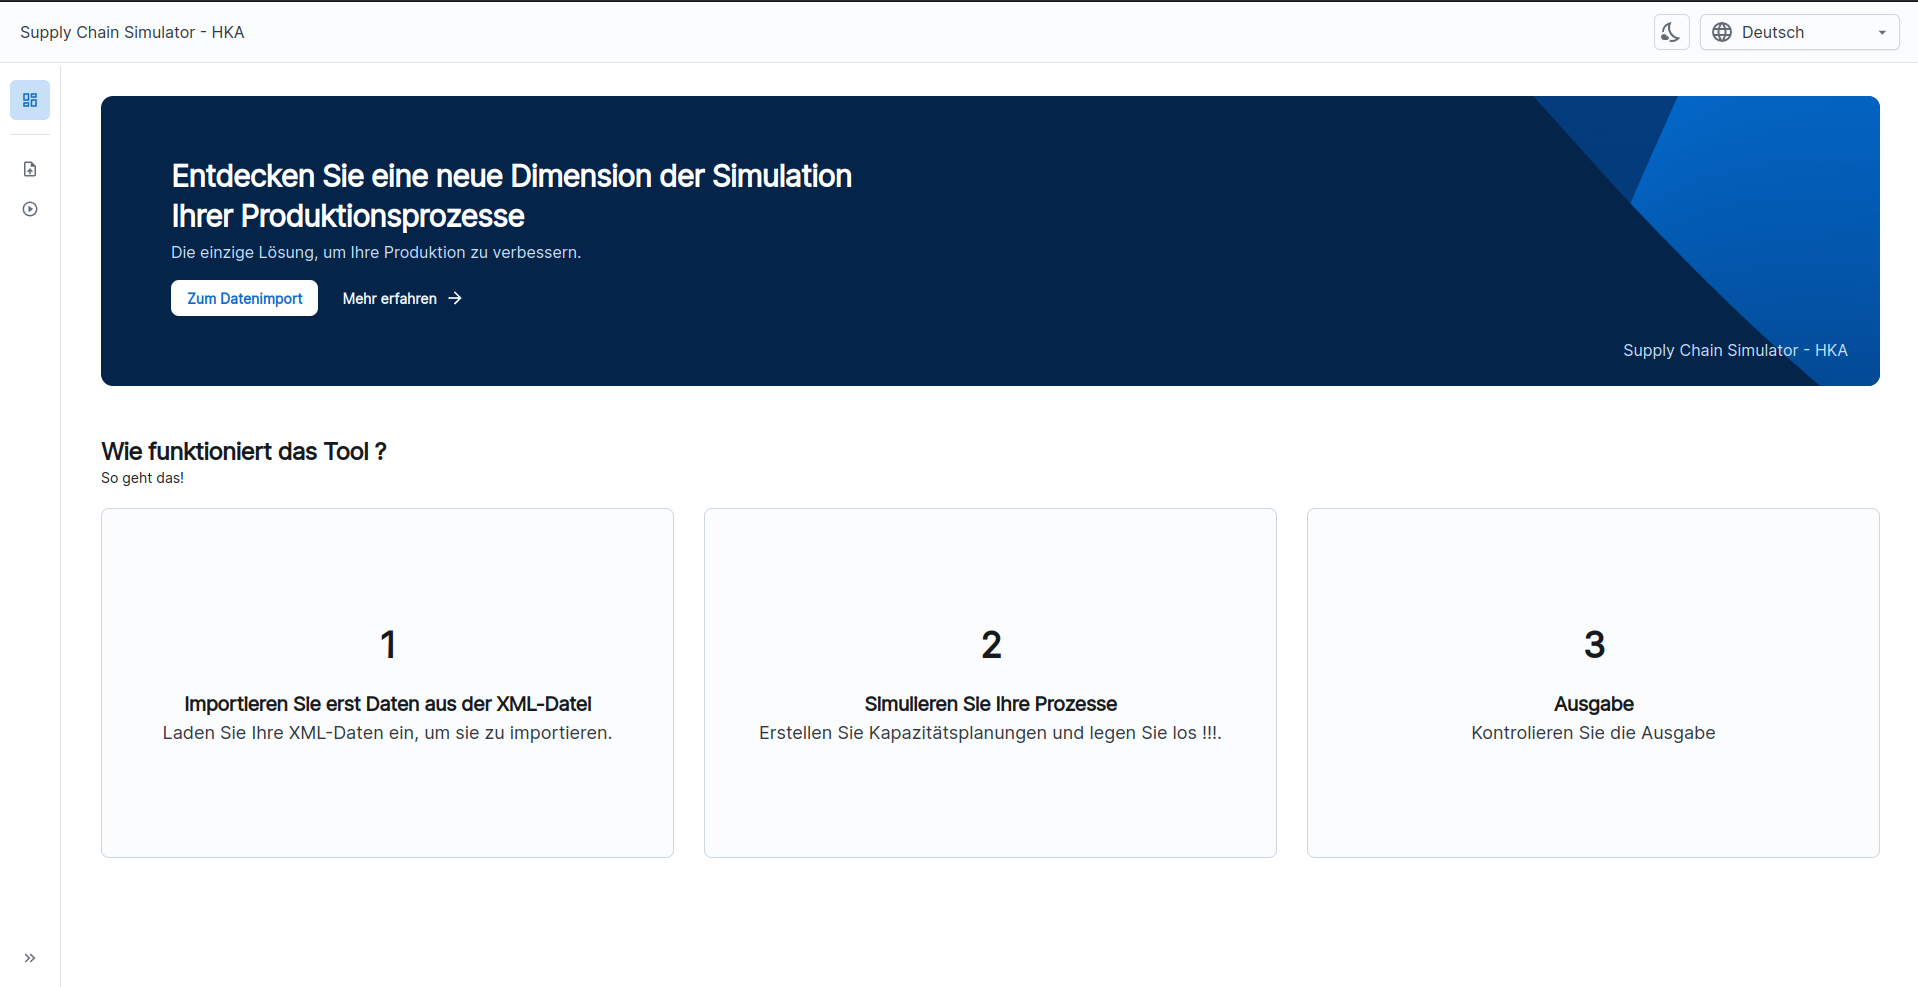 Supply Chain Simulator - HKA
Deutsch
Entdecken Sie eine neue Dimension der Simulation
Ihrer Produktionsprozesse
Die einzige Lösung, um Ihre Produktion zu verbessern.
Zum Datenimport
Mehr erfahren
Supply Chain Simulator - HKA
Wie funktioniert das Tool ?
So geht das!
1
Importieren Sie erst Daten aus der XML-Datei
Laden Sie Ihre XML-Daten ein, um sie zu importieren.
2
Simulieren Sie Ihre Prozesse
Erstellen Sie Kapazitätsplanungen und legen Sie los !!!.
3
Ausgabe
Kontrolieren Sie die Ausgabe